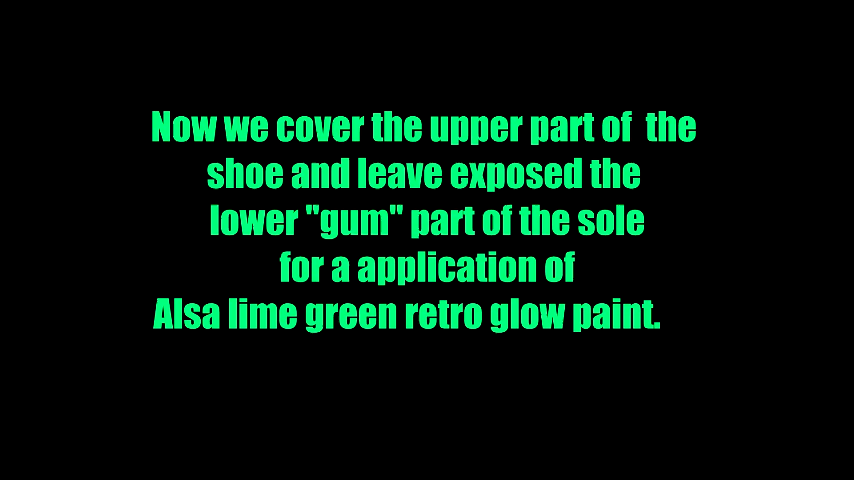 Now we cover the upper part of the
shoe and leave exposed the
lower "gum" part of the sole
for a application of
Alsa lime green retro glow paint.